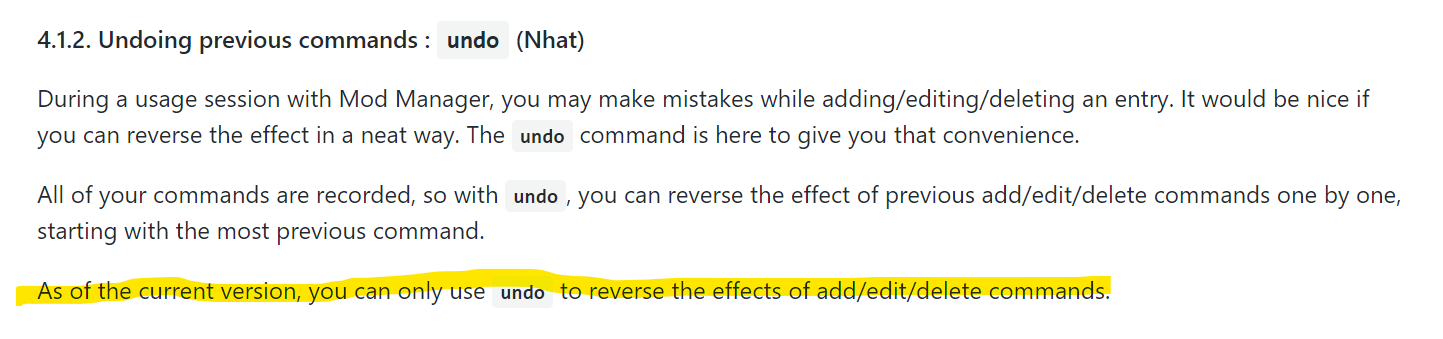 4.1.2. Undoing previous commands : undo (Nhat)
During a usage session with Mod Manager, you may make mistakes while adding/editing/deleting an entry. It would be nice if
you can reverse the effect in a neat way. The undo command is here to give you that convenience.
All of your commands are recorded, so with undo , you can reverse the effect of previous add/edit/delete commands one by one,
starting with the most previous command.
As of the current version, you can only use undo to reverse the effects of add/edit/delete commands.